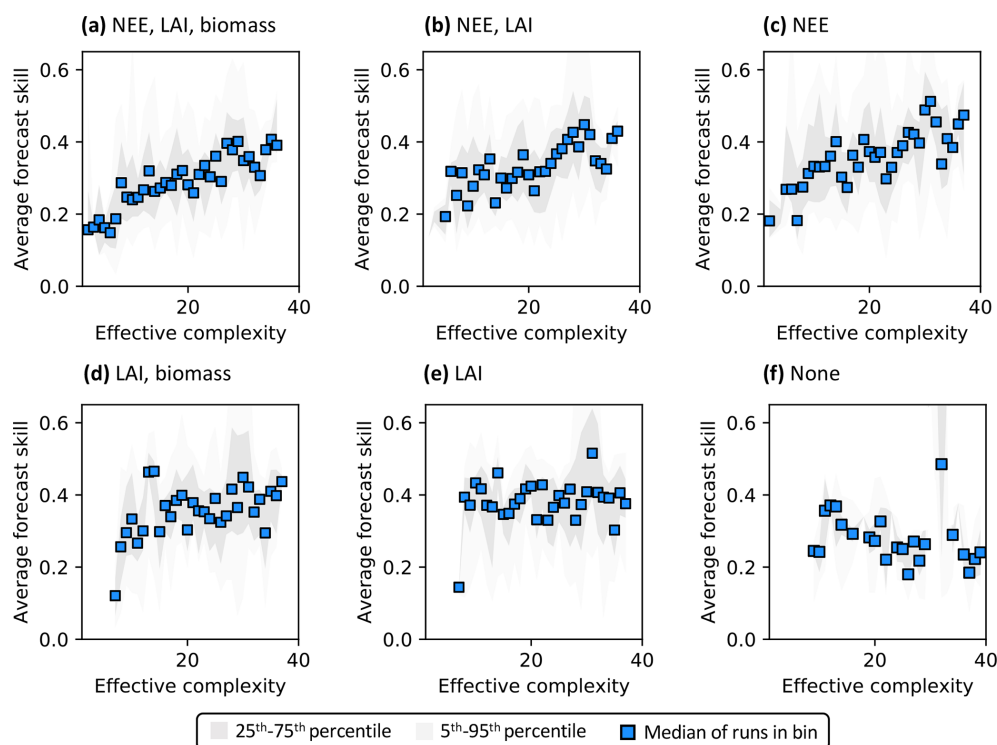 (a) NEE, LAI, biomass
(b) NEE, LAI
(c) NEE
Average forecast skill
0.6
0.4
0.2
0.0
20
40
Effective complexity
Average forecast skill
0.6
0.4
0.2
0.0
20
40
Effective complexity
Average forecast skill
0.6
0.4
0.2
0.0
20
40
Effective complexity
(d) LAI, biomass
(e) LAI
(f) None
Average forecast skill
0.6
0.4
0.2
0.0
20
40
Effective complexity
Average forecast skill
0.6
0.4
0.2
0.0
20
40
Effective complexity
Average forecast skill
0.6
0.4
0.2
0.0
20
40
Effective complexity
25th-75th percentile 5th-95th percentile Median of runs in bin